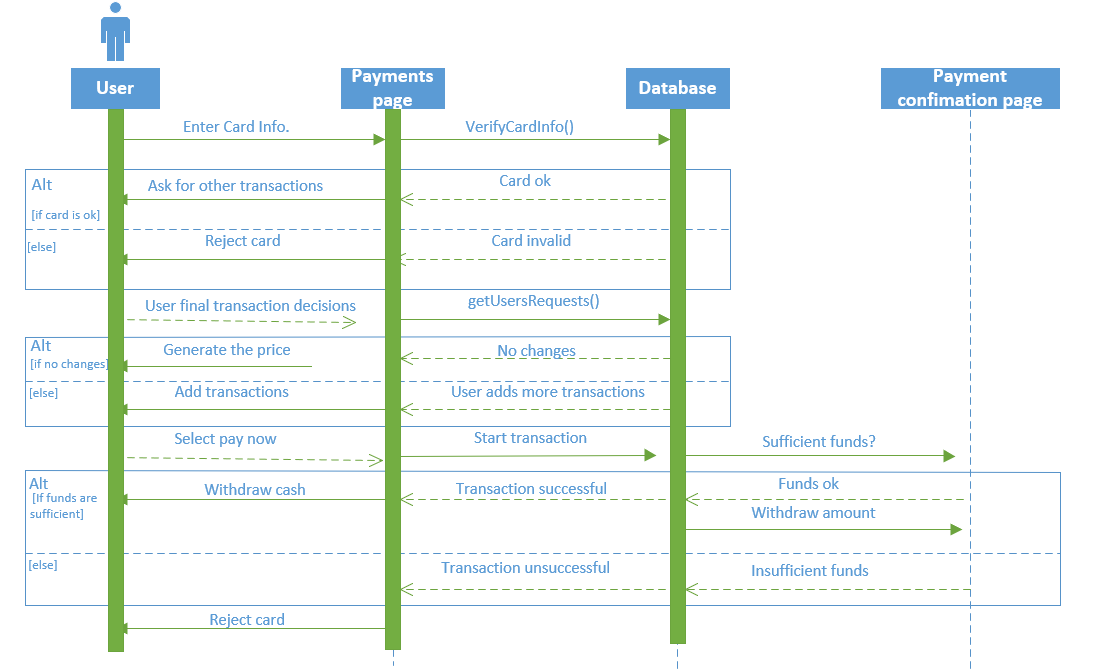 User
Payments
page
Database
Payment
confimation page
Enter Card Info.
VerifyCardInfo()
Alt
Ask for other transactions
Card ok
[if card is ok]
[else]
Reject card
Card invalid
User final transaction decisions
getUsersRequests()
Alt
Generate the price
No changes
[if no changes]
[else]
Add transactions
User adds more transactions
Select pay now
Start transaction
Sufficient funds?
Alt
[If funds are
sufficient]
Withdraw cash
Transaction successful
Funds ok
Withdraw amount
[else]
Transaction unsuccessful
Insufficient funds
Reject card